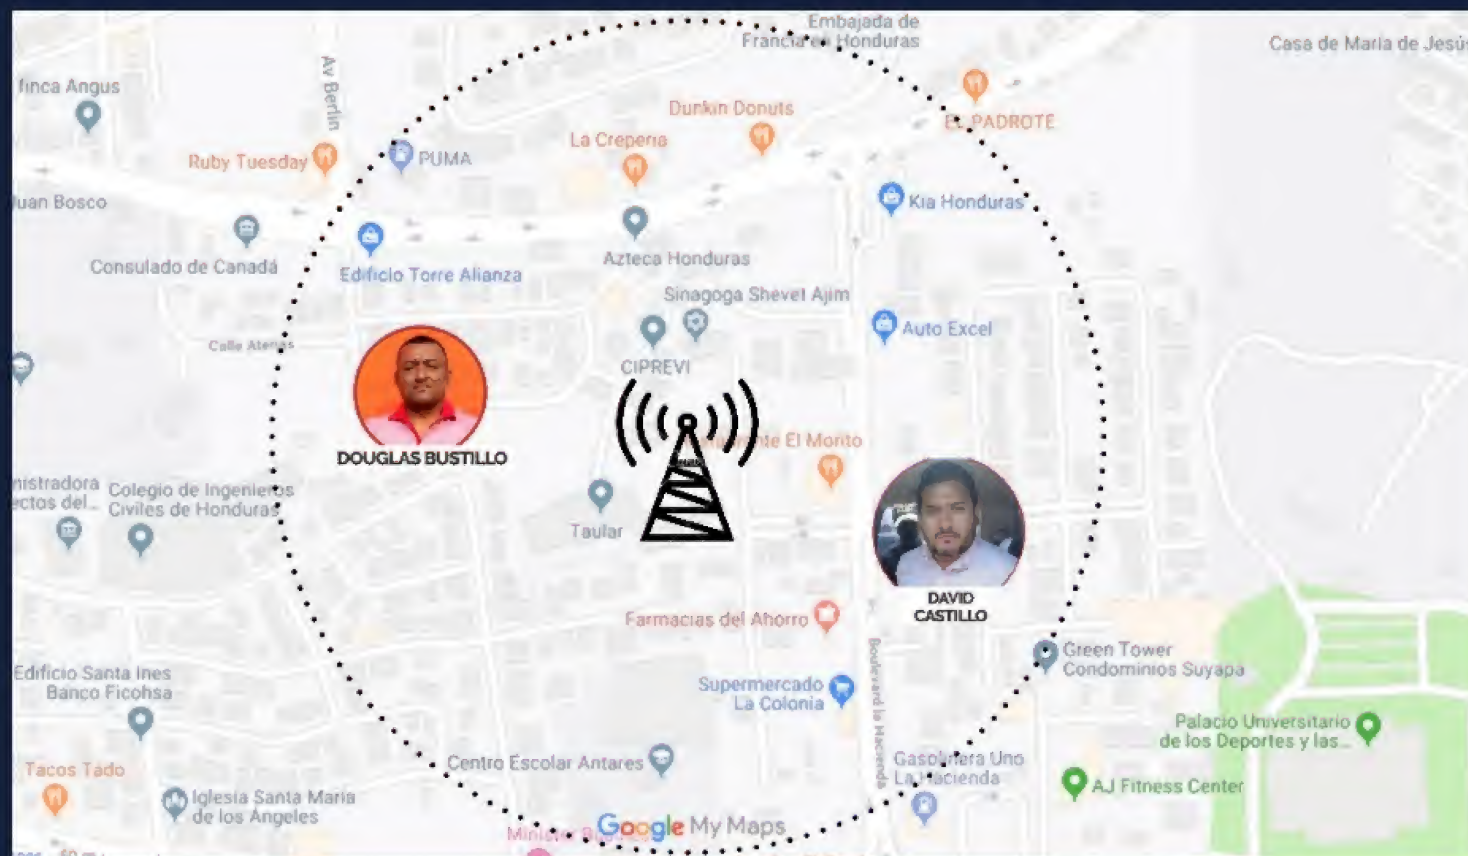 Embajada de
Francia en Honduras
Casa de María de Jesús
finca Angus
Av Berlín
Dunkin Donuts
EL PADROTE
La Creperia
Ruby Tuesday
PUMA
Juan Bosco
Kia Honduras
Consulado de Canadá
Azteca Honduras
Edificio Torre Alianza
Sinagoga Shevet Ajim
Auto Excel
Calle Atenas
CIPREVI
DOUGLAS BUSTILLO
El Morito
nistradora
ectos del...
Colegio de Ingenieros
Civiles de Honduras
Taular
DAVID
CASTILLO
Farmacias del Ahorro
Boulevard la Hacienda
Green Tower
Condominios Suyapa
Edificio Santa Ines
Banco Ficohsa
Supermercado
La Colonia
Palacio Universitario
de los Deportes y las...
Centro Escolar Antares
Gasolinera Uno
La Hacienda
Tacos Tado
AJ Fitness Center
Iglesia Santa María
de los Ángeles
Google My Maps